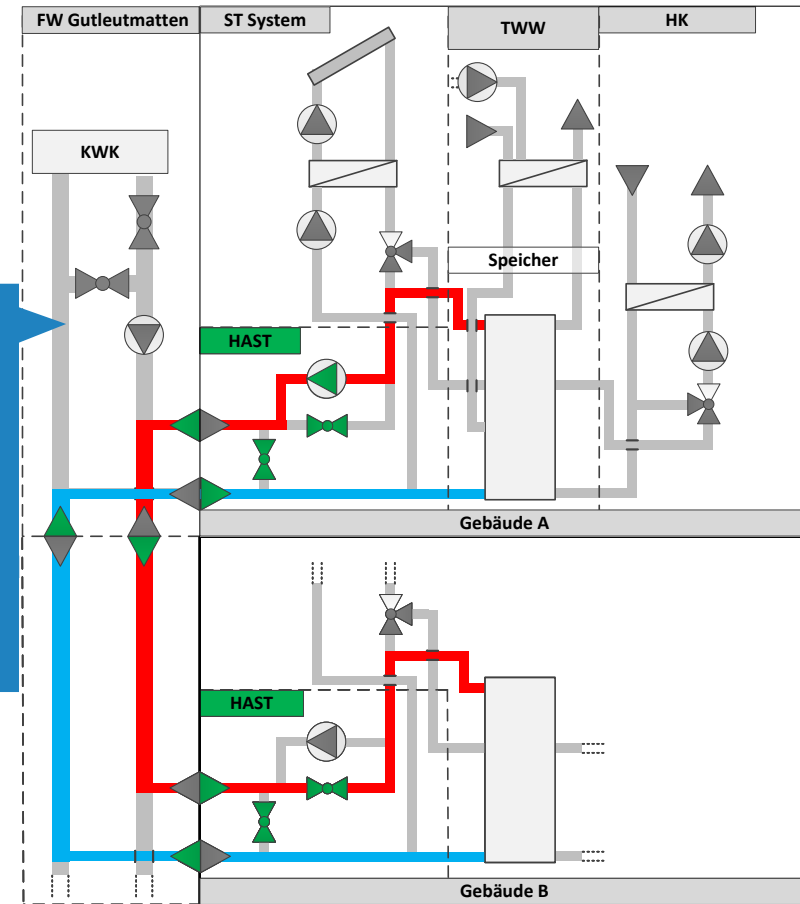 FW Gutleutmatten
ST System
TWW
HK
KWK
Speicher
HAST
Gebäude A
HAST
Gebäude B